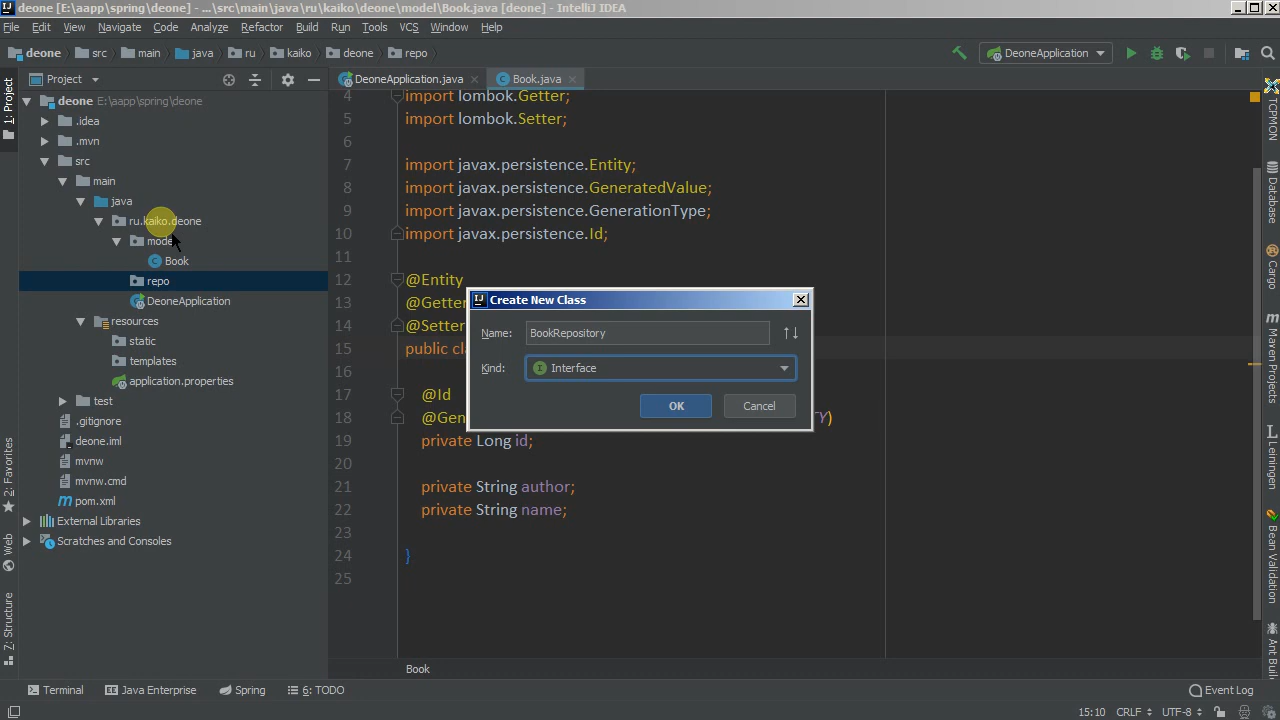 deone [E:\aapp\spring\deone] - ...\src\main\java\ru\kaiko\deone\model\Book.java [deone] - IntelliJ IDEA
File Edit View Navigate Code Analyze Refactor Build Run Tools VCS Window Help
deone src main java ru kaiko deone repo DeoneApplication
Project
DeoneApplication.java Book.java
deone E:\aapp\spring\deone
.idea
.mvn
src
main
java
ru.kaiko.deone
model
Book
repo
DeoneApplication
resources
static
templates
application.properties
test
.gitignore
deone.iml
mvnw
mvnw.cmd
pom.xml
External Libraries
Scratches and Consoles
4 import lombok.Getter;
5 import lombok.Setter;
6
7 import javax.persistence.Entity;
8 import javax.persistence.GeneratedValue;
9 import javax.persistence.GenerationType;
10 import javax.persistence.Id;
11
12 @Entity
13 @Getter
14 @Setter
15 public cl
16
17 @Id
18 @Gen Y)
19 private Long id;
20
21 private String author;
22 private String name;
23
24 }
25
Create New Class
Name: BookRepository
Kind: Interface
OK Cancel
Book
1: Project
2: Favorites
Web
7: Structure
TCPMON
Database
Cargo
Maven Projects
Leiningen
Bean Validation
Ant Build
Terminal Java Enterprise Spring 6: TODO Event Log
15:10 CRLF UTF-8